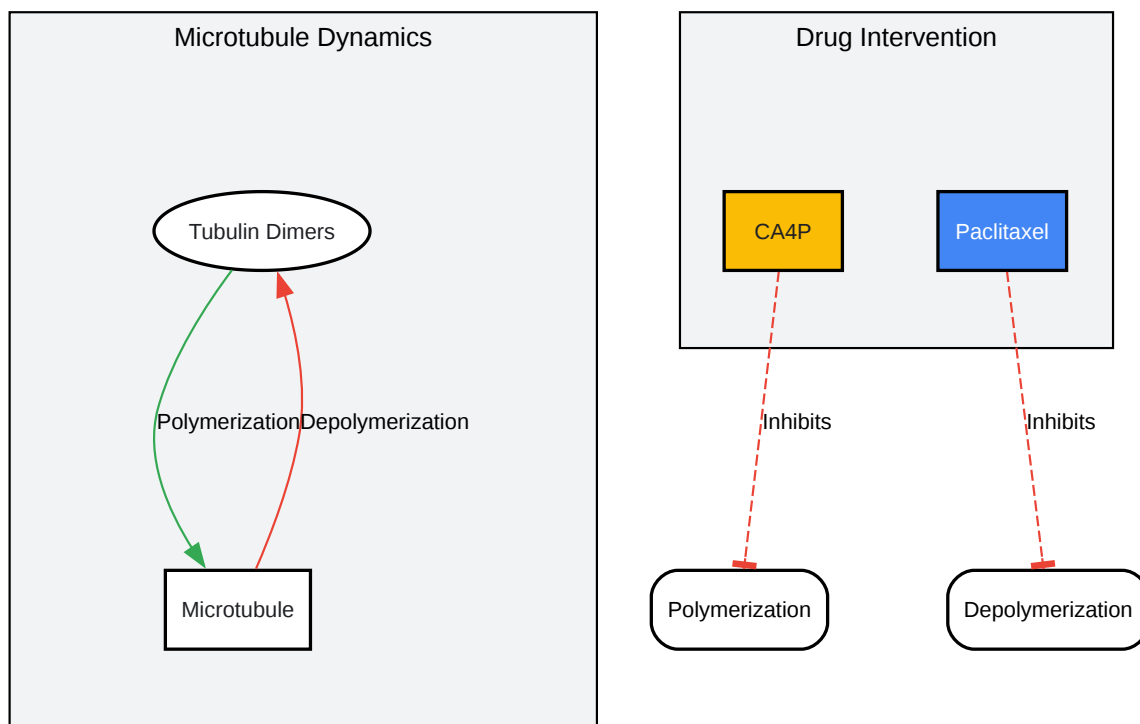 Microtubule Dynamics
Tubulin Dimers
Polymerization
Depolymerization
Microtubule
Drug Intervention
CA4P
Paclitaxel
Inhibits
Inhibits
Polymerization
Depolymerization